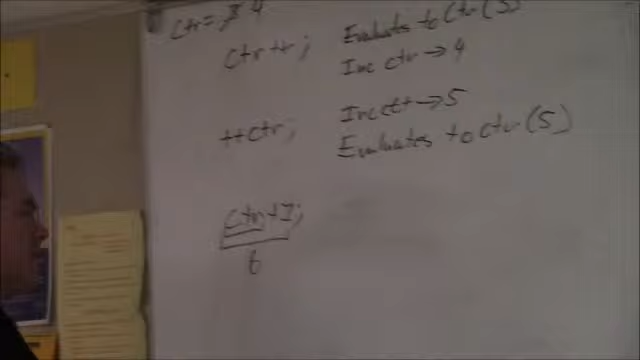 Ctr = 3 4
Ctr++; Evaluates to Ctr(3)
Inc ctr → 4
++Ctr; Inc ctr → 5
Evaluates to ctr (5)
Ctr+1;
6